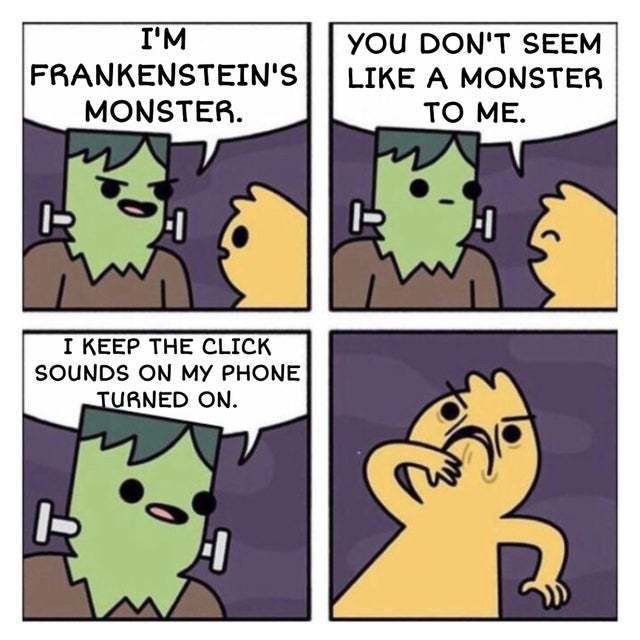 I'M
FRANKENSTEIN'S
MONSTER.
YOU DON'T SEEM
LIKE A MONSTER
TO ME.
I KEEP THE CLICK
SOUNDS ON MY PHONE
TURNED ON.